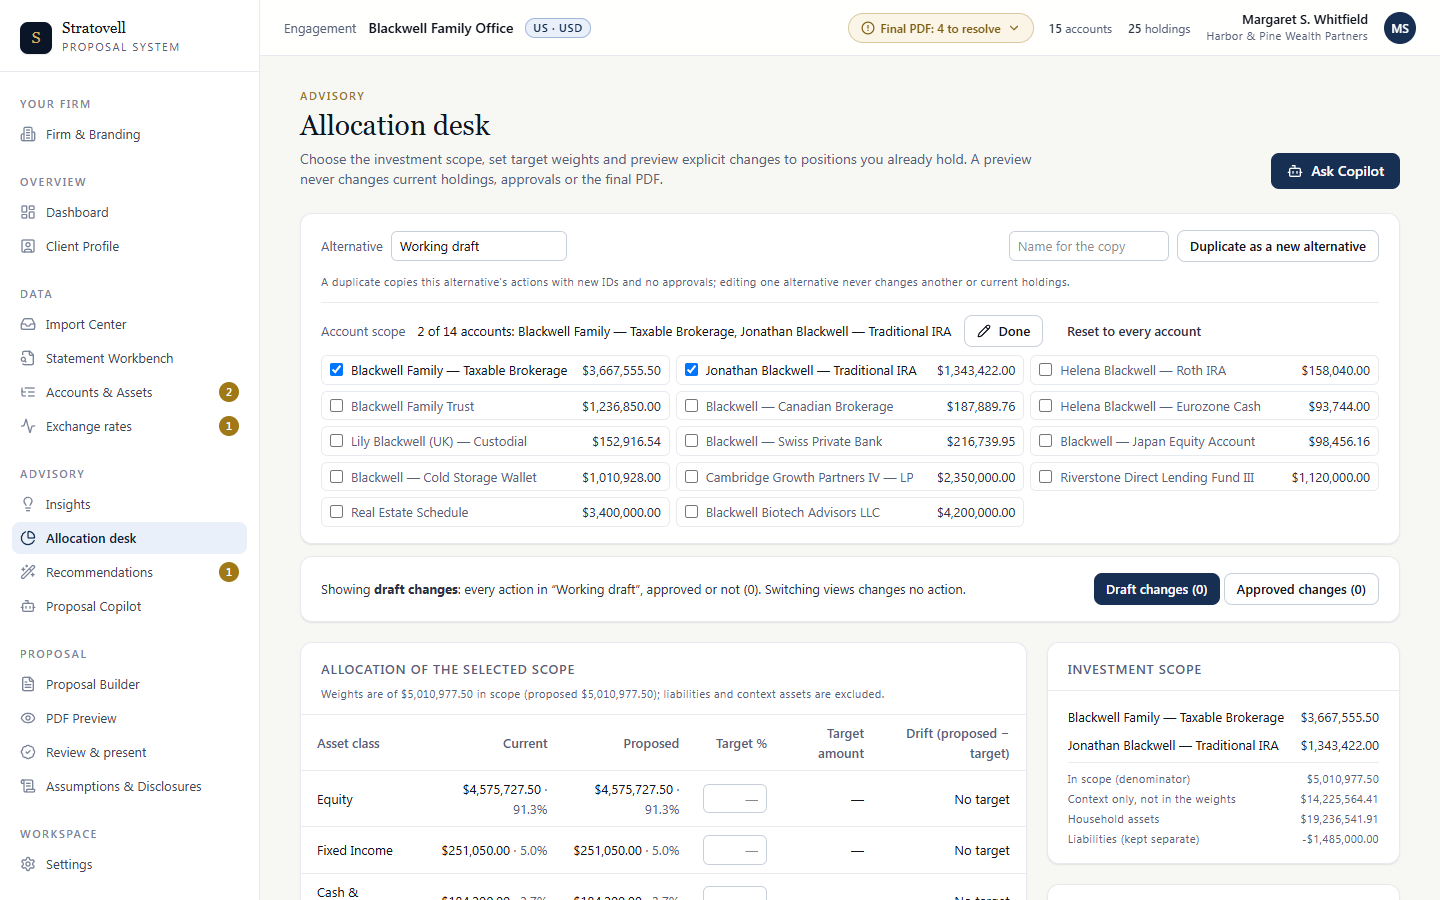 S
Stratovell
PROPOSAL SYSTEM
YOUR FIRM
Firm & Branding
OVERVIEW
Dashboard
Client Profile
DATA
Import Center
Statement Workbench
Accounts & Assets 2
Exchange rates 1
ADVISORY
Insights
Allocation desk
Recommendations 1
Proposal Copilot
PROPOSAL
Proposal Builder
PDF Preview
Review & present
Assumptions & Disclosures
WORKSPACE
Settings
Engagement Blackwell Family Office US · USD
Final PDF: 4 to resolve
15 accounts 25 holdings
Margaret S. Whitfield
Harbor & Pine Wealth Partners
MS
ADVISORY
Allocation desk
Choose the investment scope, set target weights and preview explicit changes to positions you already hold. A preview
never changes current holdings, approvals or the final PDF.
Ask Copilot
Alternative Working draft Name for the copy Duplicate as a new alternative
A duplicate copies this alternative's actions with new IDs and no approvals; editing one alternative never changes another or current holdings.
Account scope 2 of 14 accounts: Blackwell Family — Taxable Brokerage, Jonathan Blackwell — Traditional IRA Done Reset to every account
Blackwell Family — Taxable Brokerage $3,667,555.50 Jonathan Blackwell — Traditional IRA $1,343,422.00 Helena Blackwell — Roth IRA $158,040.00
Blackwell Family Trust $1,236,850.00 Blackwell — Canadian Brokerage $187,889.76 Helena Blackwell — Eurozone Cash $93,744.00
Lily Blackwell (UK) — Custodial $152,916.54 Blackwell — Swiss Private Bank $216,739.95 Blackwell — Japan Equity Account $98,456.16
Blackwell — Cold Storage Wallet $1,010,928.00 Cambridge Growth Partners IV — LP $2,350,000.00 Riverstone Direct Lending Fund III $1,120,000.00
Real Estate Schedule $3,400,000.00 Blackwell Biotech Advisors LLC $4,200,000.00
Showing draft changes: every action in “Working draft”, approved or not (0). Switching views changes no action. Draft changes (0) Approved changes (0)
ALLOCATION OF THE SELECTED SCOPE
Weights are of $5,010,977.50 in scope (proposed $5,010,977.50); liabilities and context assets are excluded.
Asset class Current Proposed Target % Target amount Drift (proposed − target)
Equity $4,575,727.50 · 91.3% $4,575,727.50 · 91.3% — — No target
Fixed Income $251,050.00 · 5.0% $251,050.00 · 5.0% — — No target
Cash &
INVESTMENT SCOPE
Blackwell Family — Taxable Brokerage $3,667,555.50
Jonathan Blackwell — Traditional IRA $1,343,422.00
In scope (denominator) $5,010,977.50
Context only, not in the weights $14,225,564.41
Household assets $19,236,541.91
Liabilities (kept separate) -$1,485,000.00